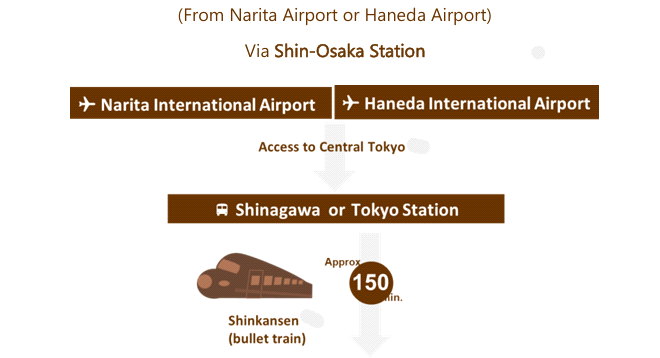 (From Narita Airport or Haneda Airport)
Via Shin-Osaka Station
Narita International Airport
Haneda International Airport
Access to Central Tokyo
Shinagawa or Tokyo Station
Approx
150
min.
Shinkansen
(bullet train)